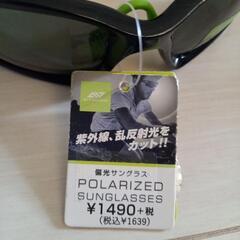 紫外線、乱反射光を
カット!!
偏光サングラス
POLARIZED
SUNGLASSES
¥1490+税
(税込¥1639)